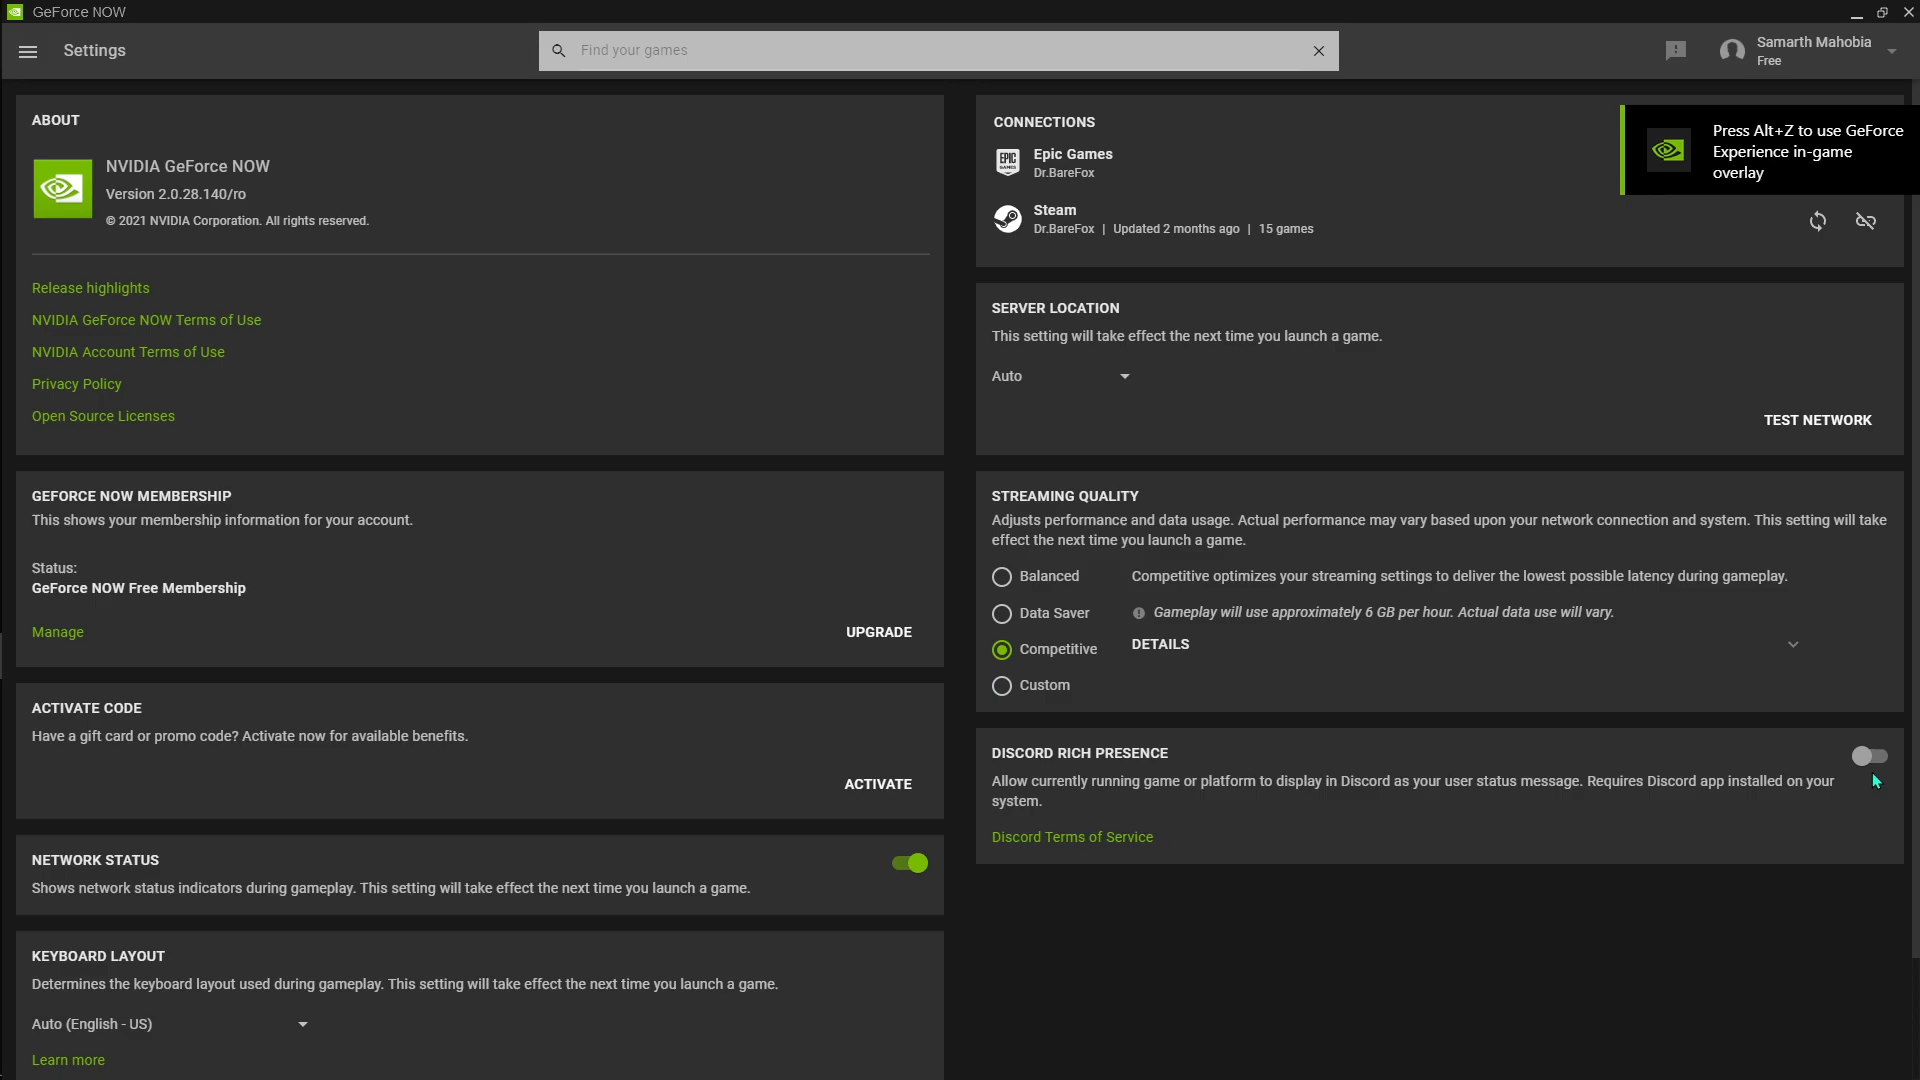 GeForce NOW
Settings
Find your games
Samarth Mahobia
Free
ABOUT
NVIDIA GeForce NOW
Version 2.0.28.140/ro
© 2021 NVIDIA Corporation. All rights reserved.
Release highlights
NVIDIA GeForce NOW Terms of Use
NVIDIA Account Terms of Use
Privacy Policy
Open Source Licenses
GEFORCE NOW MEMBERSHIP
This shows your membership information for your account.
Status:
GeForce NOW Free Membership
Manage
UPGRADE
ACTIVATE CODE
Have a gift card or promo code? Activate now for available benefits.
ACTIVATE
NETWORK STATUS
Shows network status indicators during gameplay. This setting will take effect the next time you launch a game.
KEYBOARD LAYOUT
Determines the keyboard layout used during gameplay. This setting will take effect the next time you launch a game.
Auto (English - US)
Learn more
CONNECTIONS
EPIC
GAMES
Epic Games
Dr.BareFox
Steam
Dr.BareFox | Updated 2 months ago | 15 games
Press Alt+Z to use GeForce
Experience in-game
overlay
SERVER LOCATION
This setting will take effect the next time you launch a game.
Auto
TEST NETWORK
STREAMING QUALITY
Adjusts performance and data usage. Actual performance may vary based upon your network connection and system. This setting will take
effect the next time you launch a game.
Balanced
Competitive optimizes your streaming settings to deliver the lowest possible latency during gameplay.
Data Saver
Gameplay will use approximately 6 GB per hour. Actual data use will vary.
Competitive
DETAILS
Custom
DISCORD RICH PRESENCE
Allow currently running game or platform to display in Discord as your user status message. Requires Discord app installed on your
system.
Discord Terms of Service